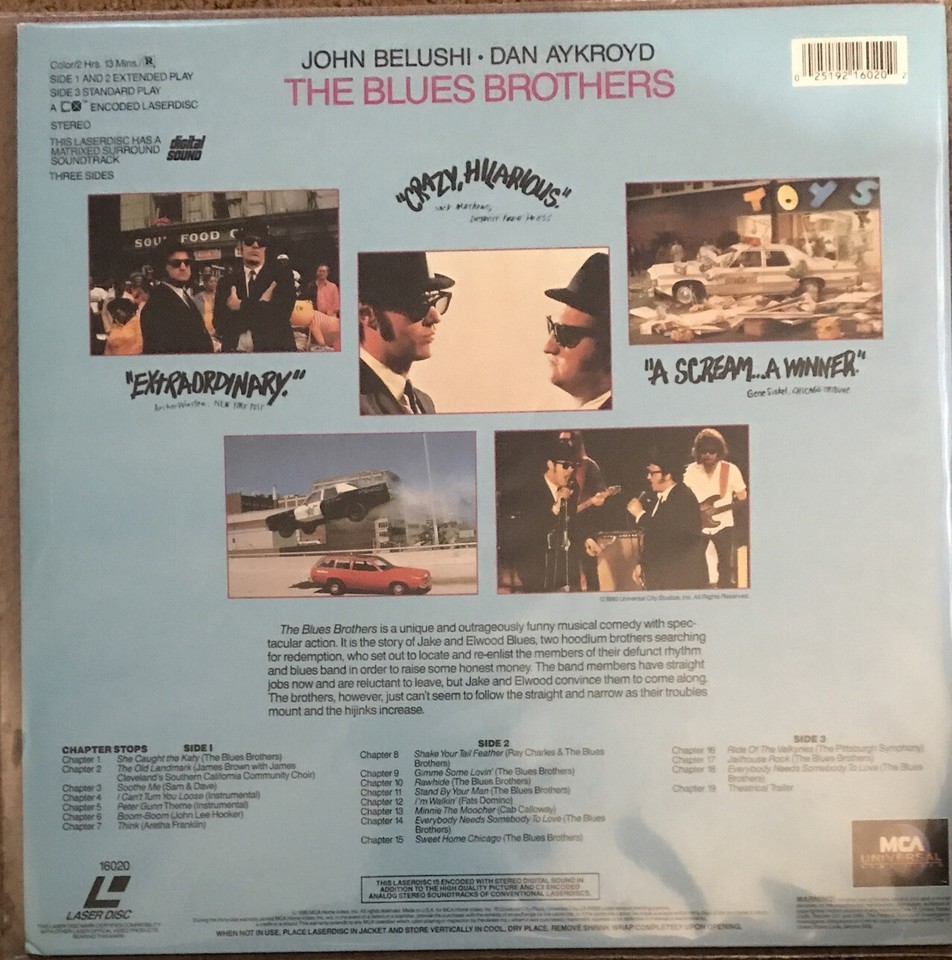 Color/2 Hrs. 13 Mins./R
SIDE 1 AND 2 EXTENDED PLAY
SIDE 3 STANDARD PLAY
A CX™ ENCODED LASERDISC
STEREO
THIS LASERDISC HAS A
MATRIXED SURROUND
SOUNDTRACK
digital
SOUND
THREE SIDES
JOHN BELUSHI • DAN AYKROYD
THE BLUES BROTHERS
0 25192 16020 2
"CRAZY, HILARIOUS."
SOUL FOOD C
TOYS
"EXTRAORDINARY."
Archer Winsten, NEW YORK POST
"A SCREAM...A WINNER."
Gene Siskel, CHICAGO TRIBUNE
© 1980 Universal City Studios, Inc. All Rights Reserved.
The Blues Brothers is a unique and outrageously funny musical comedy with spec-
tacular action. It is the story of Jake and Elwood Blues, two hoodlum brothers searching
for redemption, who set out to locate and re-enlist the members of their defunct rhythm
and blues band in order to raise some honest money. The band members have straight
jobs now and are reluctant to leave, but Jake and Elwood convince them to come along.
The brothers, however, just can't seem to follow the straight and narrow as their troubles
mount and the hijinks increase.
CHAPTER STOPS SIDE 1
Chapter 1 She Caught the Katy (The Blues Brothers)
Chapter 2 The Old Landmark (James Brown with James
Cleveland's Southern California Community Choir)
Chapter 3 Soothe Me (Sam & Dave)
Chapter 4 I Can't Turn You Loose (Instrumental)
Chapter 5 Peter Gunn Theme (Instrumental)
Chapter 6 Boom-Boom (John Lee Hooker)
Chapter 7 Think (Aretha Franklin)
SIDE 2
Chapter 8 Shake Your Tail Feather (Ray Charles & The Blues
Brothers)
Chapter 9 Gimme Some Lovin' (The Blues Brothers)
Chapter 10 Rawhide (The Blues Brothers)
Chapter 11 Stand By Your Man (The Blues Brothers)
Chapter 12 I'm Walkin' (Fats Domino)
Chapter 13 Minnie The Moocher (Cab Calloway)
Chapter 14 Everybody Needs Somebody To Love (The Blues
Brothers)
Chapter 15 Sweet Home Chicago (The Blues Brothers)
SIDE 3
Chapter 16 Ride Of The Valkyries (The Pittsburgh Symphony)
Chapter 17 Jailhouse Rock (The Blues Brothers)
Chapter 18 Everybody Needs Somebody To Love (The Blues
Brothers)
Chapter 19 Theatrical Trailer
16020
LASER DISC
THIS LASERDISC IS ENCODED WITH STEREO DIGITAL SOUND IN
ADDITION TO THE HIGH QUALITY PICTURE AND CX ENCODED
ANALOG STEREO SOUNDTRACKS OF CONVENTIONAL LASERDISCS.
MCA
UNIVERSAL
WARNING:
WHEN NOT IN USE, PLACE LASERDISC IN JACKET AND STORE VERTICALLY IN COOL, DRY PLACE. REMOVE SHRINK WRAP COMPLETELY UPON OPENING.